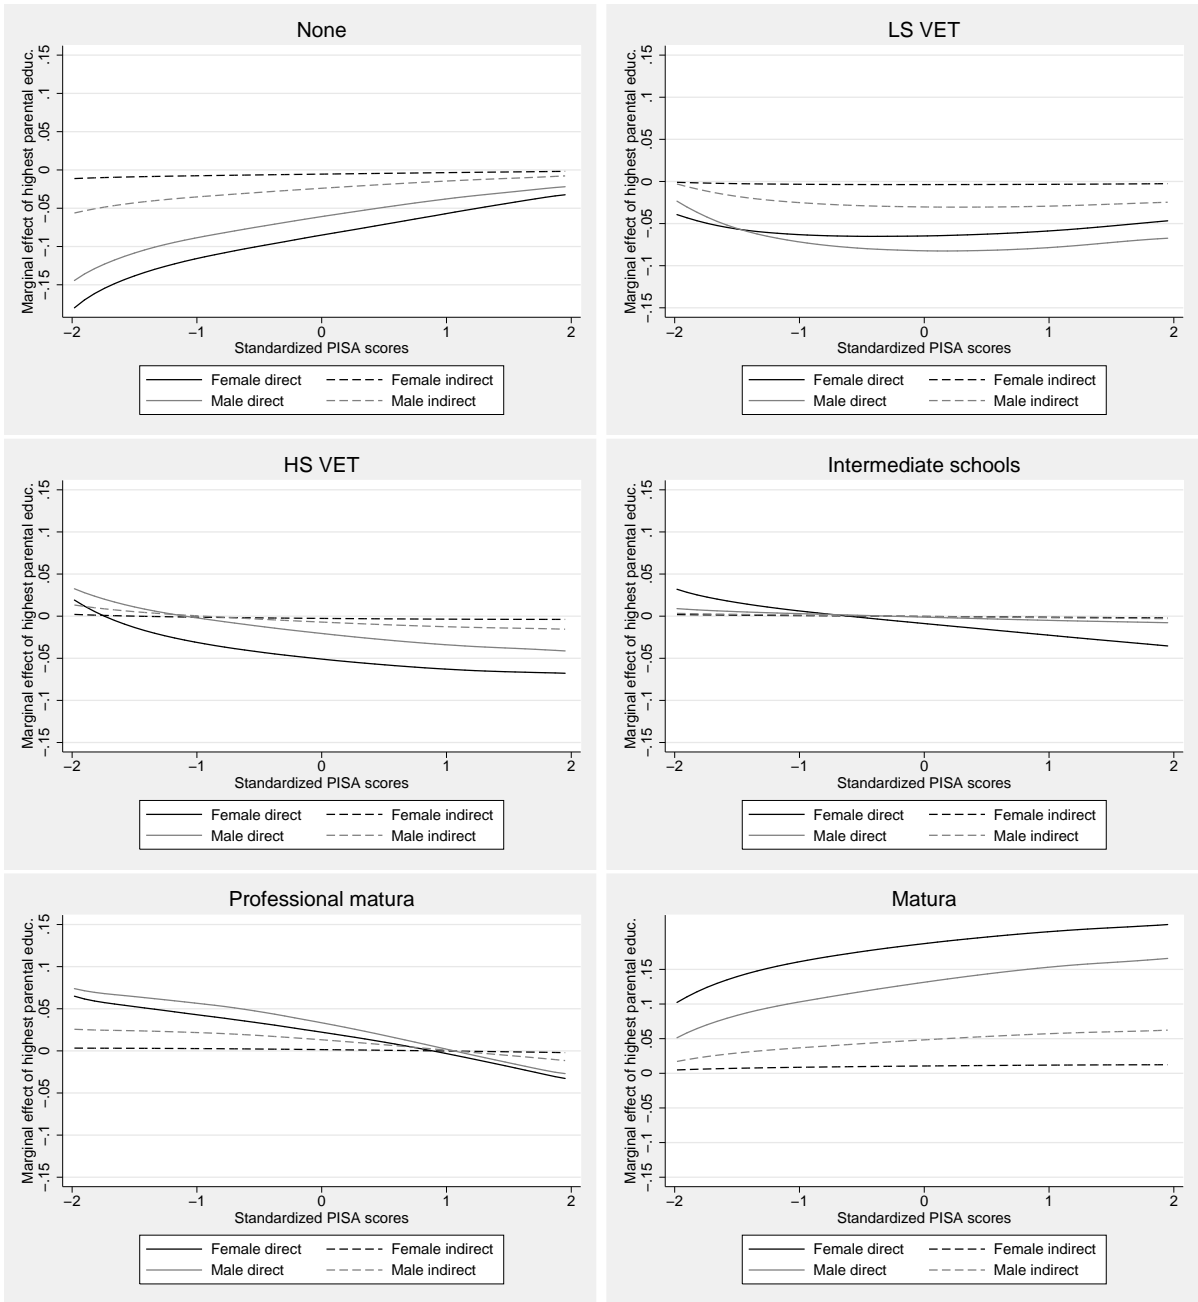 None
Marginal effect of highest parental educ.
.15
.1
.05
0
−.05
−.1
−.15
−2 −1 0 1 2
Standardized PISA scores
Female direct Female indirect
Male direct Male indirect
LS VET
Marginal effect of highest parental educ.
.15
.1
.05
0
−.05
−.1
−.15
−2 −1 0 1 2
Standardized PISA scores
Female direct Female indirect
Male direct Male indirect
HS VET
Marginal effect of highest parental educ.
.15
.1
.05
0
−.05
−.1
−.15
−2 −1 0 1 2
Standardized PISA scores
Female direct Female indirect
Male direct Male indirect
Intermediate schools
Marginal effect of highest parental educ.
.15
.1
.05
0
−.05
−.1
−.15
−2 −1 0 1 2
Standardized PISA scores
Female direct Female indirect
Male direct Male indirect
Professional matura
Marginal effect of highest parental educ.
.15
.1
.05
0
−.05
−.1
−.15
−2 −1 0 1 2
Standardized PISA scores
Female direct Female indirect
Male direct Male indirect
Matura
Marginal effect of highest parental educ.
.15
.1
.05
0
−.05
−.1
−.15
−2 −1 0 1 2
Standardized PISA scores
Female direct Female indirect
Male direct Male indirect